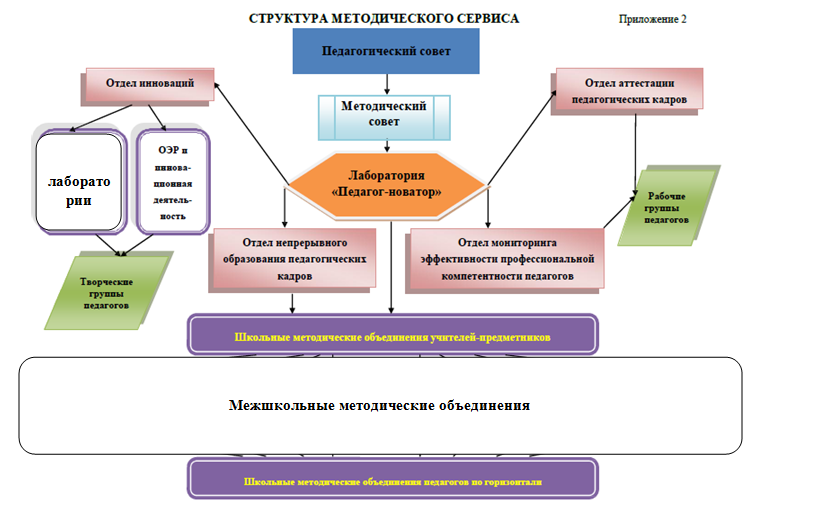 СТРУКТУРА МЕТОДИЧЕСКОГО СЕРВИСА
Приложение 2
Педагогический совет
Отдел инноваций
Методический
совет
Отдел аттестации
педагогических кадров
лаборато
рии
ОЭР и
иннова-
ционная
деятель-
ность
Лаборатория
«Педагог-новатор»
Рабочие
группы
педагогов
Отдел непрерывного
образования педагогических
кадров
Отдел мониторинга
эффективности профессиональной
компетентности педагогов
Творческие
группы
педагогов
Школьные методические объединения учителей-предметников
Межшкольные методические объединения
Школьные методические объединения педагогов по горизонтали